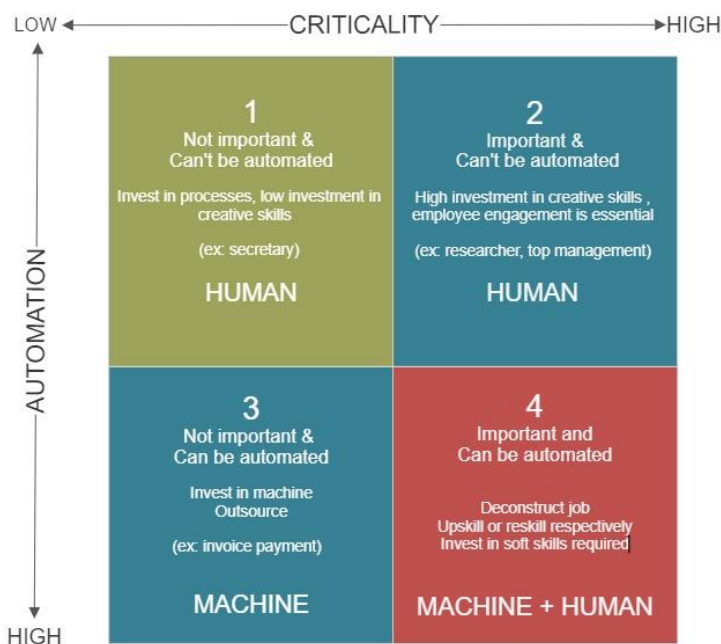 LOW CRITICALITY HIGH
AUTOMATION
1
Not important &
Can't be automated
Invest in processes, low investment in
creative skills
(ex: secretary)
HUMAN
2
Important &
Can't be automated
High investment in creative skills ,
employee engagement is essential
(ex: researcher, top management)
HUMAN
3
Not important &
Can be automated
Invest in machine
Outsource
(ex: invoice payment)
MACHINE
4
Important and
Can be automated
Deconstruct job
Upskill or reskill respectively
Invest in soft skills required
MACHINE + HUMAN
HIGH